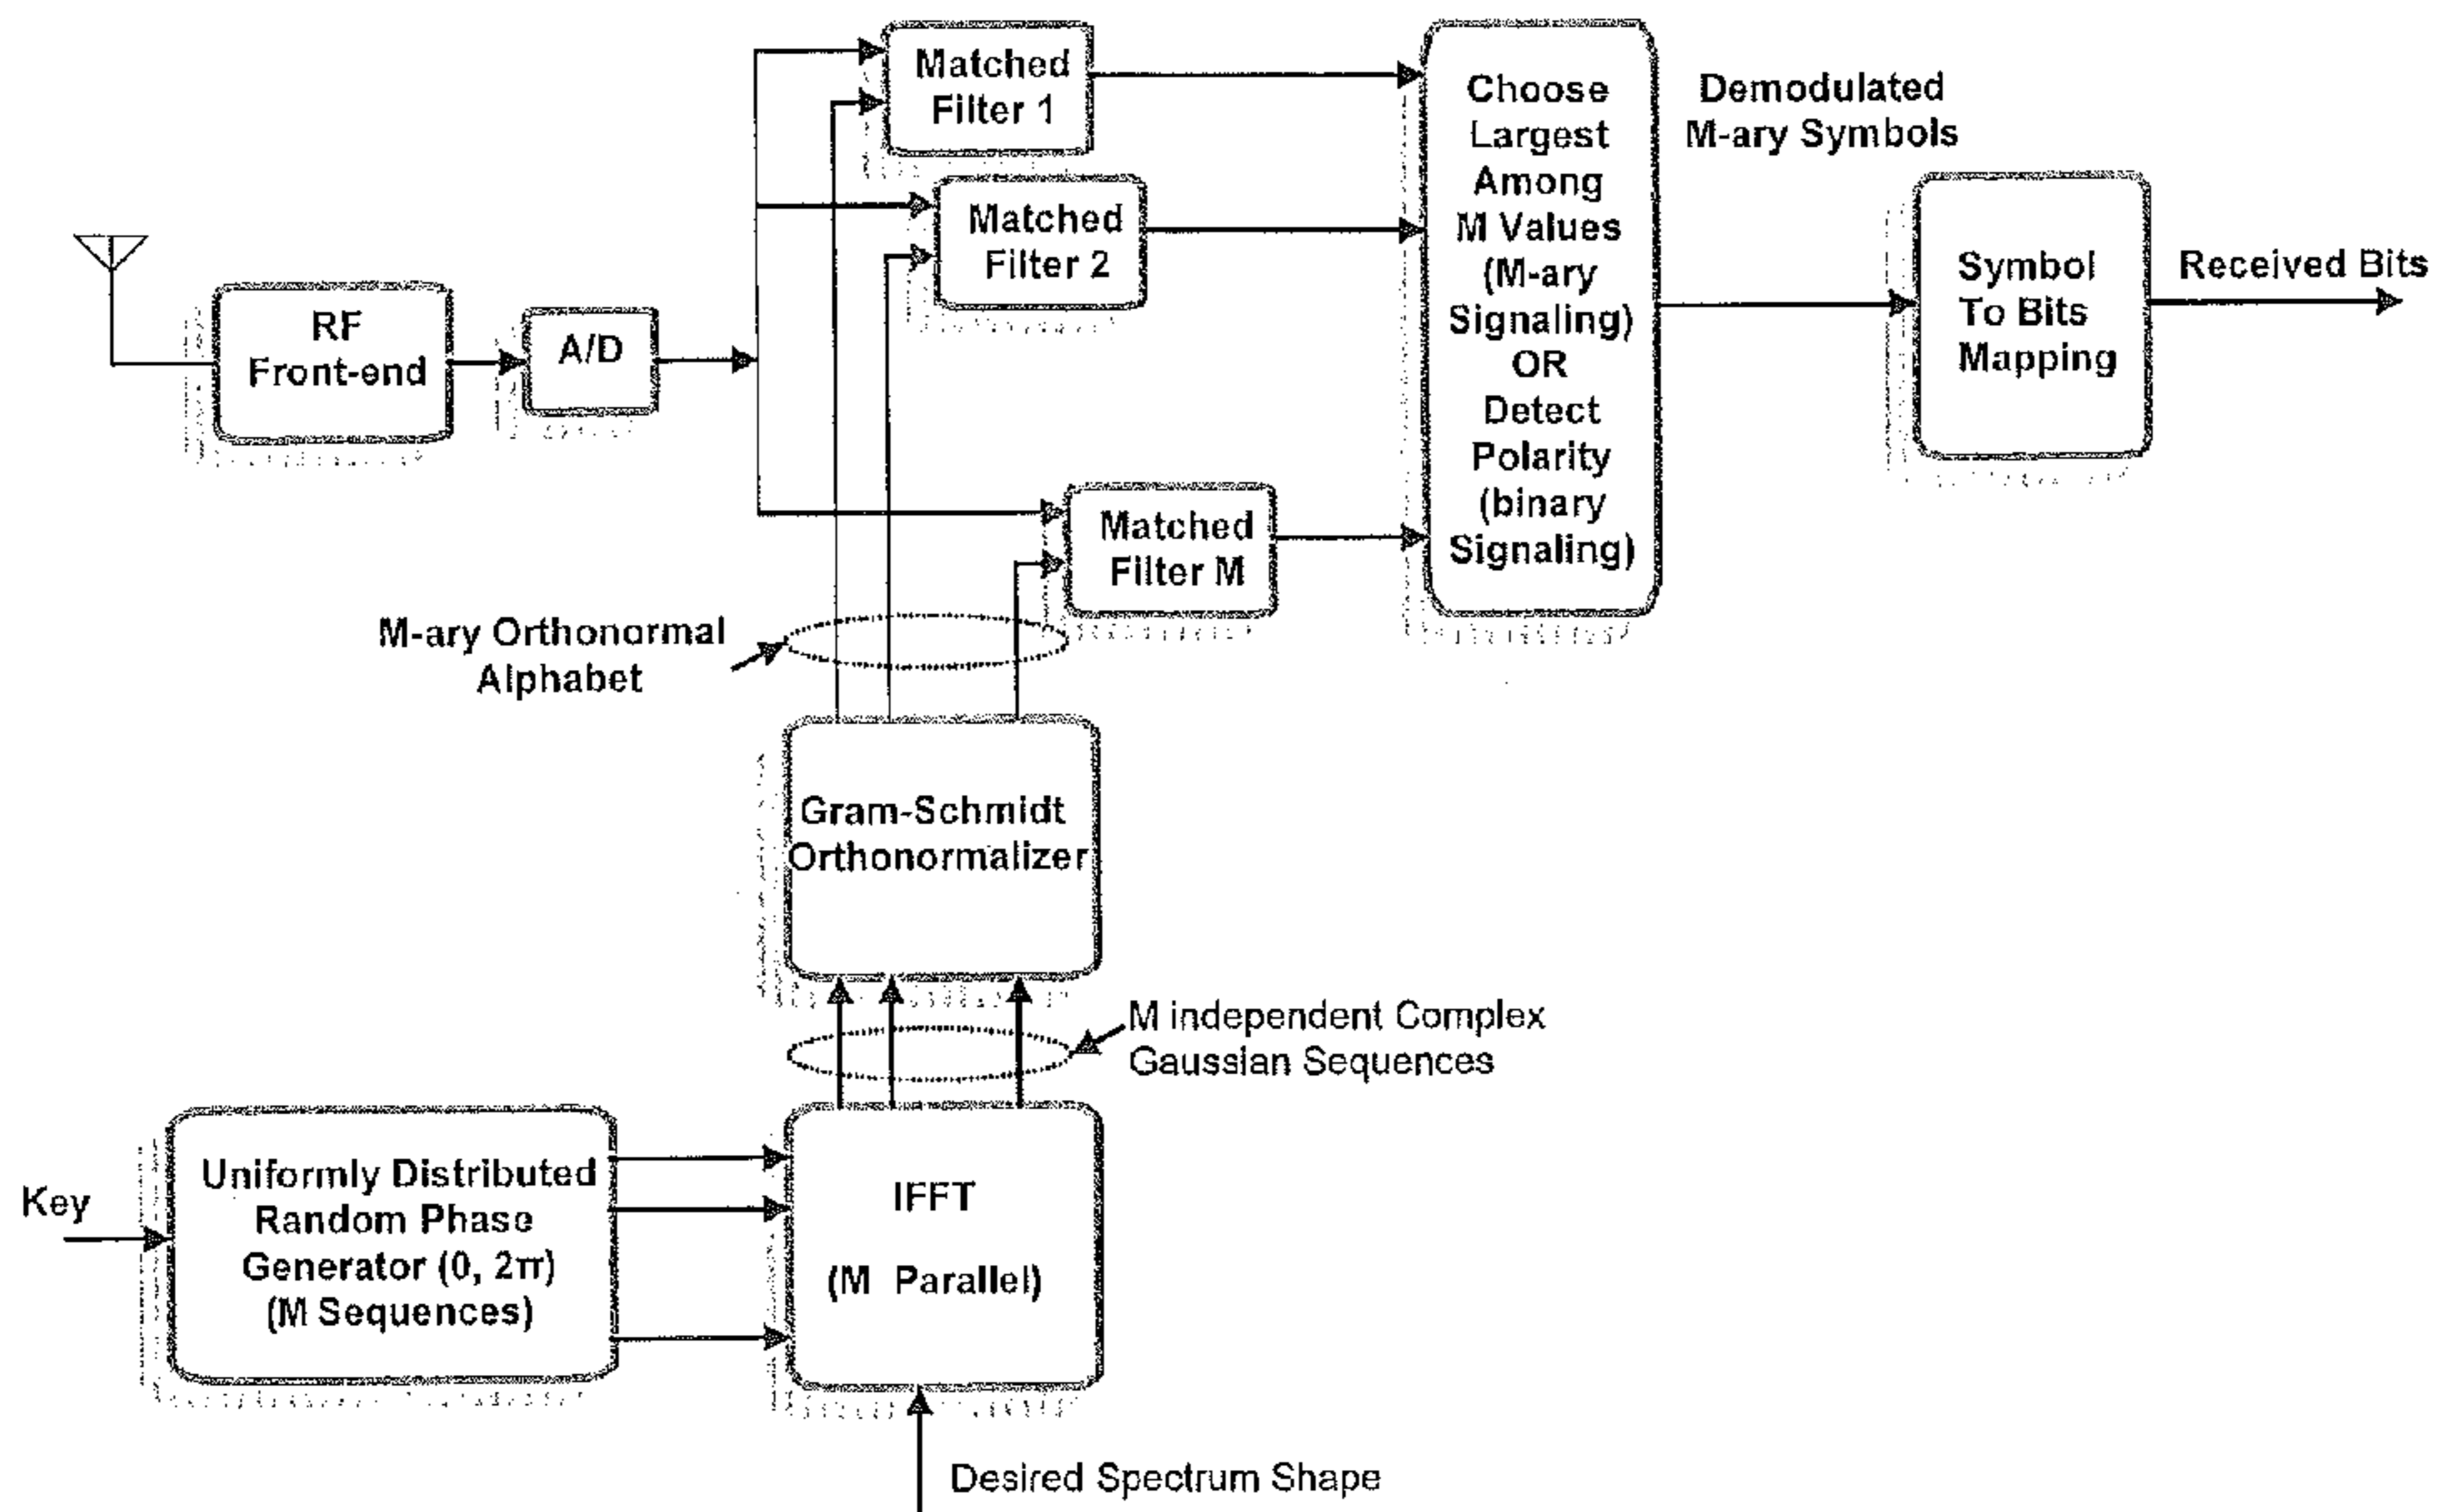 Matched
Filter 1
Choose
Largest
Among
M Values
(M-ary
Signaling)
OR
Detect
Polarity
(binary
Signaling)
Demodulated
M-ary Symbols
Matched
Filter 2
RF
Front-end
A/D
Symbol
To Bits
Mapping
Received Bits
Matched
Filter M
M-ary Orthonormal
Alphabet
Gram-Schmidt
Orthonormalizer
M independent Complex
Gaussian Sequences
Key
Uniformly Distributed
Random Phase
Generator (0, 2π)
(M Sequences)
IFFT
(M Parallel)
Desired Spectrum Shape